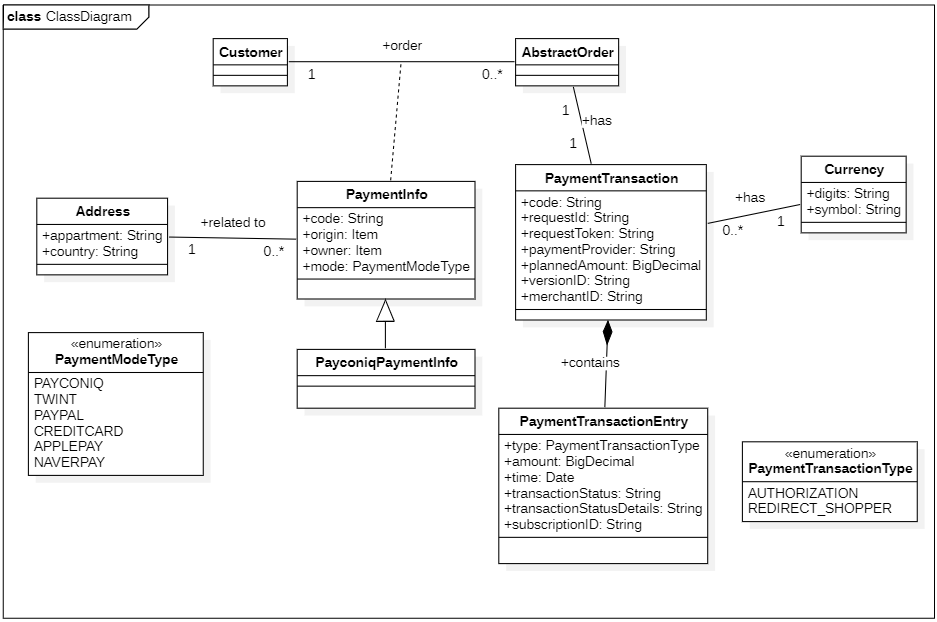 class ClassDiagram
Customer
+order
1
0..*
AbstractOrder
1
+has
1
Address
+appartment: String
+country: String
+related to
1
0..*
PaymentInfo
+code: String
+origin: Item
+owner: Item
+mode: PaymentModeType
PaymentTransaction
+code: String
+requestId: String
+requestToken: String
+paymentProvider: String
+plannedAmount: BigDecimal
+versionID: String
+merchantID: String
+has
0..*
1
Currency
+digits: String
+symbol: String
«enumeration»
PaymentModeType
PAYCONIQ
TWINT
PAYPAL
CREDITCARD
APPLEPAY
NAVERPAY
PayconiqPaymentInfo
+contains
PaymentTransactionEntry
+type: PaymentTransactionType
+amount: BigDecimal
+time: Date
+transactionStatus: String
+transactionStatusDetails: String
+subscriptionID: String
«enumeration»
PaymentTransactionType
AUTHORIZATION
REDIRECT_SHOPPER